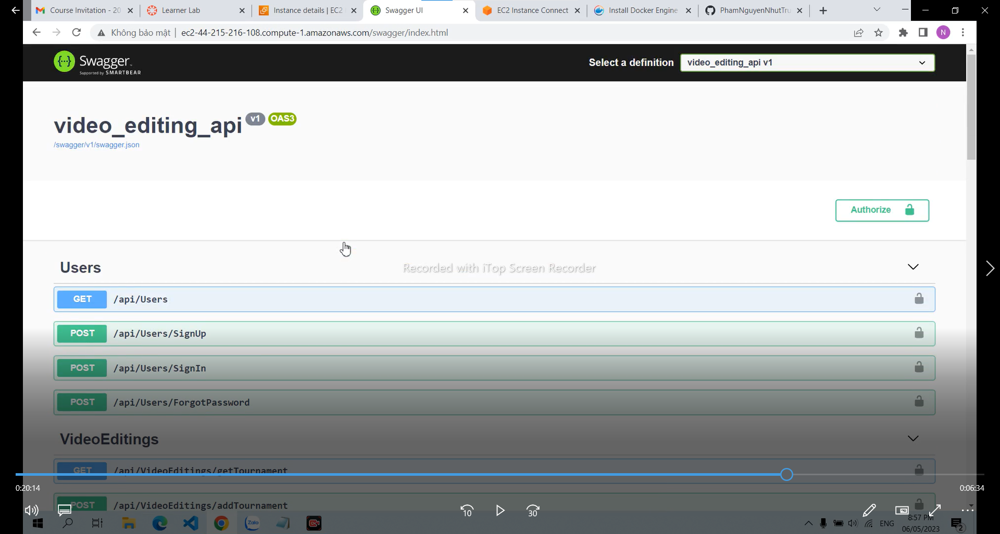 Course Invitation - 20
Learner Lab
Instance details | EC2
Swagger UI
EC2 Instance Connect
Install Docker Engine
PhamNguyenNhutTru
Không bảo mật | ec2-44-215-216-108.compute-1.amazonaws.com/swagger/index.html
N
Swagger
Supported by SMARTBEAR
Select a definition
video_editing_api v1
video_editing_api v1 OAS3
/swagger/v1/swagger.json
Authorize
Users
Recorded with iTop Screen Recorder
GET /api/Users
POST /api/Users/SignUp
POST /api/Users/SignIn
POST /api/Users/ForgotPassword
VideoEditings
GET /api/VideoEditings/getTournament
0:20:14
0:06:34
POST /api/VideoEditings/addTournament
10
30
Zalo
ENG
8:57 PM
06/05/2023
2